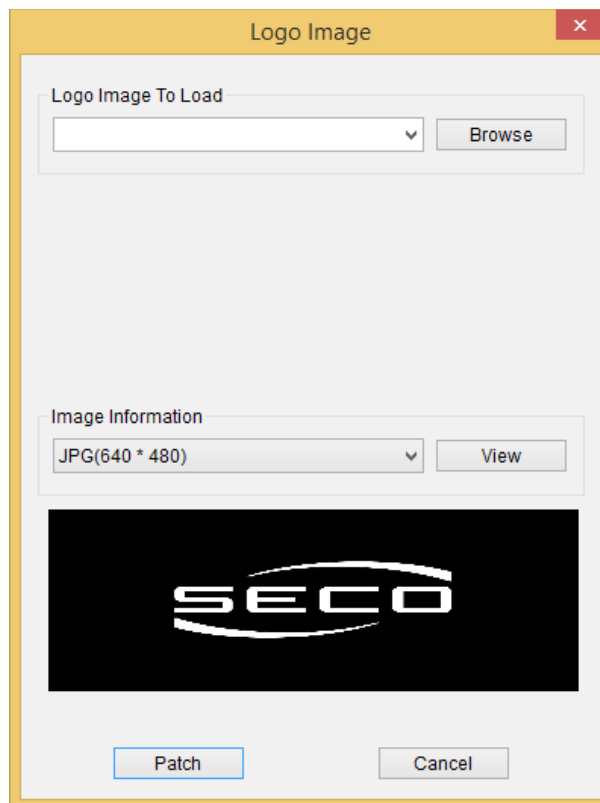 Logo Image
Logo Image To Load
Browse
Image Information
JPG(640 * 480)
View
SECO
Patch
Cancel